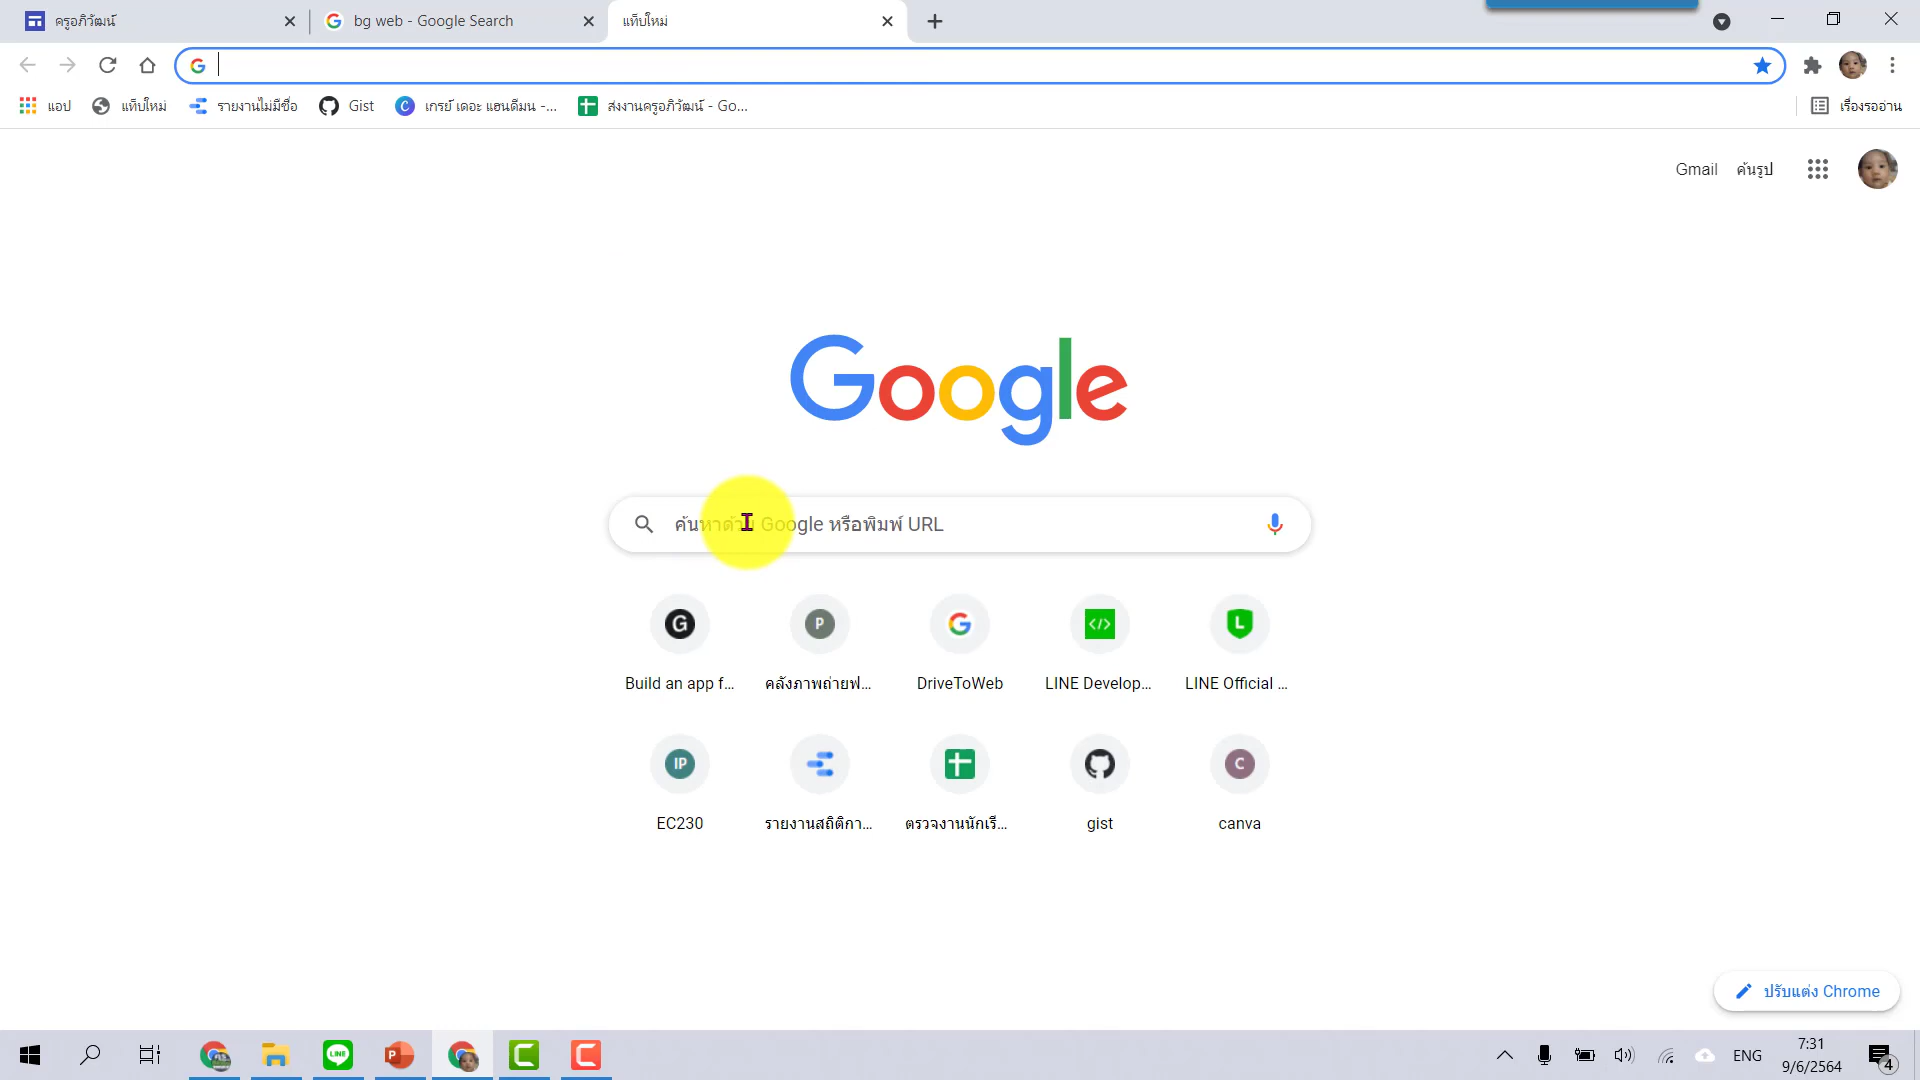 ครูอภิวัฒน์
bg web - Google Search
แท็บใหม่
แอป
แท็บใหม่
รายงานไม่มีชื่อ
Gist
เกรย์ เดอะ แฮนดีมน -...
ส่งงานครูอภิวัฒน์ - Go...
เรื่องรออ่าน
Gmail
ค้นรูป
Google
ค้นหาด้วย Google หรือพิมพ์ URL
Build an app f...
คลังภาพถ่ายฟ...
DriveToWeb
LINE Develop...
LINE Official ...
EC230
รายงานสถิติกา...
ตรวจงานนักเรี...
gist
canva
ปรับแต่ง Chrome
ENG
7:31
9/6/2564
4